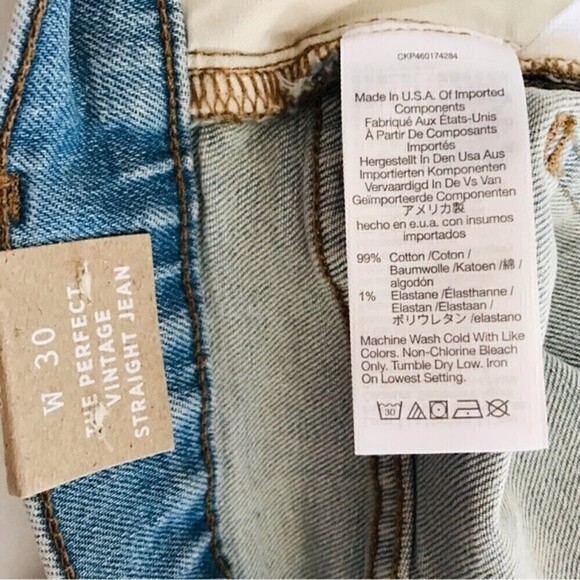 W 30
THE PERFECT
VINTAGE
STRAIGHT JEAN
CKP460174284
Made In U.S.A. Of Imported
Components
Fabriqué Aux États-Unis
À Partir De Composants
Importés
Hergestellt In Den Usa Aus
Importierten Komponenten
Vervaardigd In De Vs Van
Geïmporteerde Componenten
アメリカ製
hecho en e.u.a. con insumos
importados
99% Cotton /Coton /
Baumwolle /Katoen /綿 /
algodón
1% Elastane /Élasthanne /
Elastan /Elastaan /
ポリウレタン /elastano
Machine Wash Cold With Like
Colors. Non-Chlorine Bleach
Only. Tumble Dry Low. Iron
On Lowest Setting.
30